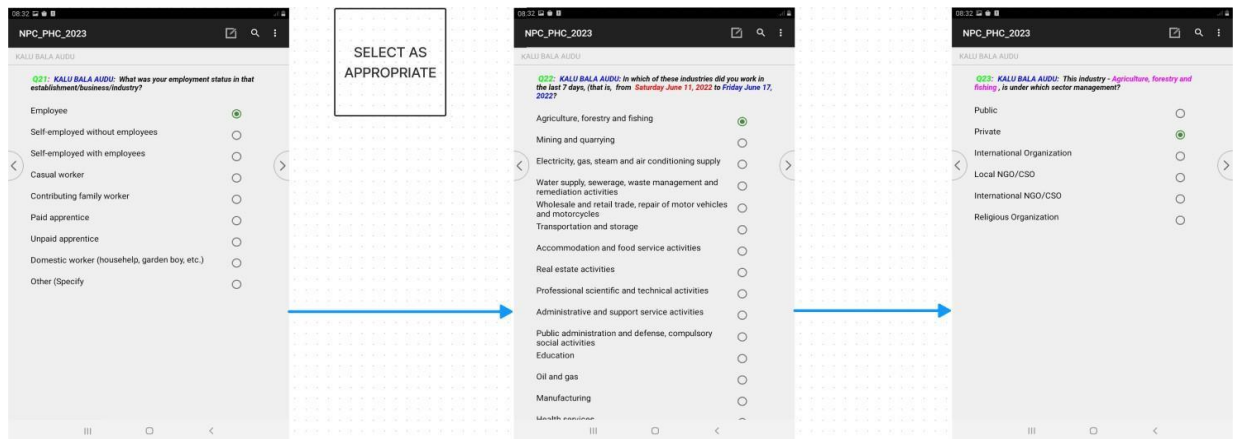 08:32
NPC_PHC_2023
KALU BALA AUDU
Q21: KALU BALA AUDU: What was your employment status in that
establishment/business/industry?
Employee
Self-employed without employees
Self-employed with employees
Casual worker
Contributing family worker
Paid apprentice
Unpaid apprentice
Domestic worker (househelp, garden boy, etc.)
Other (Specify
SELECT AS
APPROPRIATE
08:32
NPC_PHC_2023
KALU BALA AUDU
Q22: KALU BALA AUDU: In which of these industries did you work in
the last 7 days, (that is, from Saturday June 11, 2022 to Friday June 17,
2022?
Agriculture, forestry and fishing
Mining and quarrying
Electricity, gas, steam and air conditioning supply
Water supply, sewerage, waste management and
remediation activities
Wholesale and retail trade, repair of motor vehicles
and motorcycles
Transportation and storage
Accommodation and food service activities
Real estate activities
Professional scientific and technical activities
Administrative and support service activities
Public administration and defense, compulsory
social activities
Education
Oil and gas
Manufacturing
Health services
08:32
NPC_PHC_2023
KALU BALA AUDU
Q23: KALU BALA AUDU: This industry - Agriculture, forestry and
fishing , is under which sector management?
Public
Private
International Organization
Local NGO/CSO
International NGO/CSO
Religious Organization